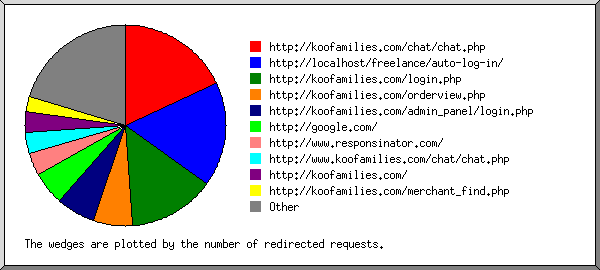 http://koofamilies.com/chat/chat.php
http://localhost/freelance/auto-log-in/
http://koofamilies.com/login.php
http://koofamilies.com/orderview.php
http://koofamilies.com/admin_panel/login.php
http://google.com/
http://www.responsinator.com/
http://www.koofamilies.com/chat/chat.php
http://koofamilies.com/
http://koofamilies.com/merchant_find.php
Other
The wedges are plotted by the number of redirected requests.